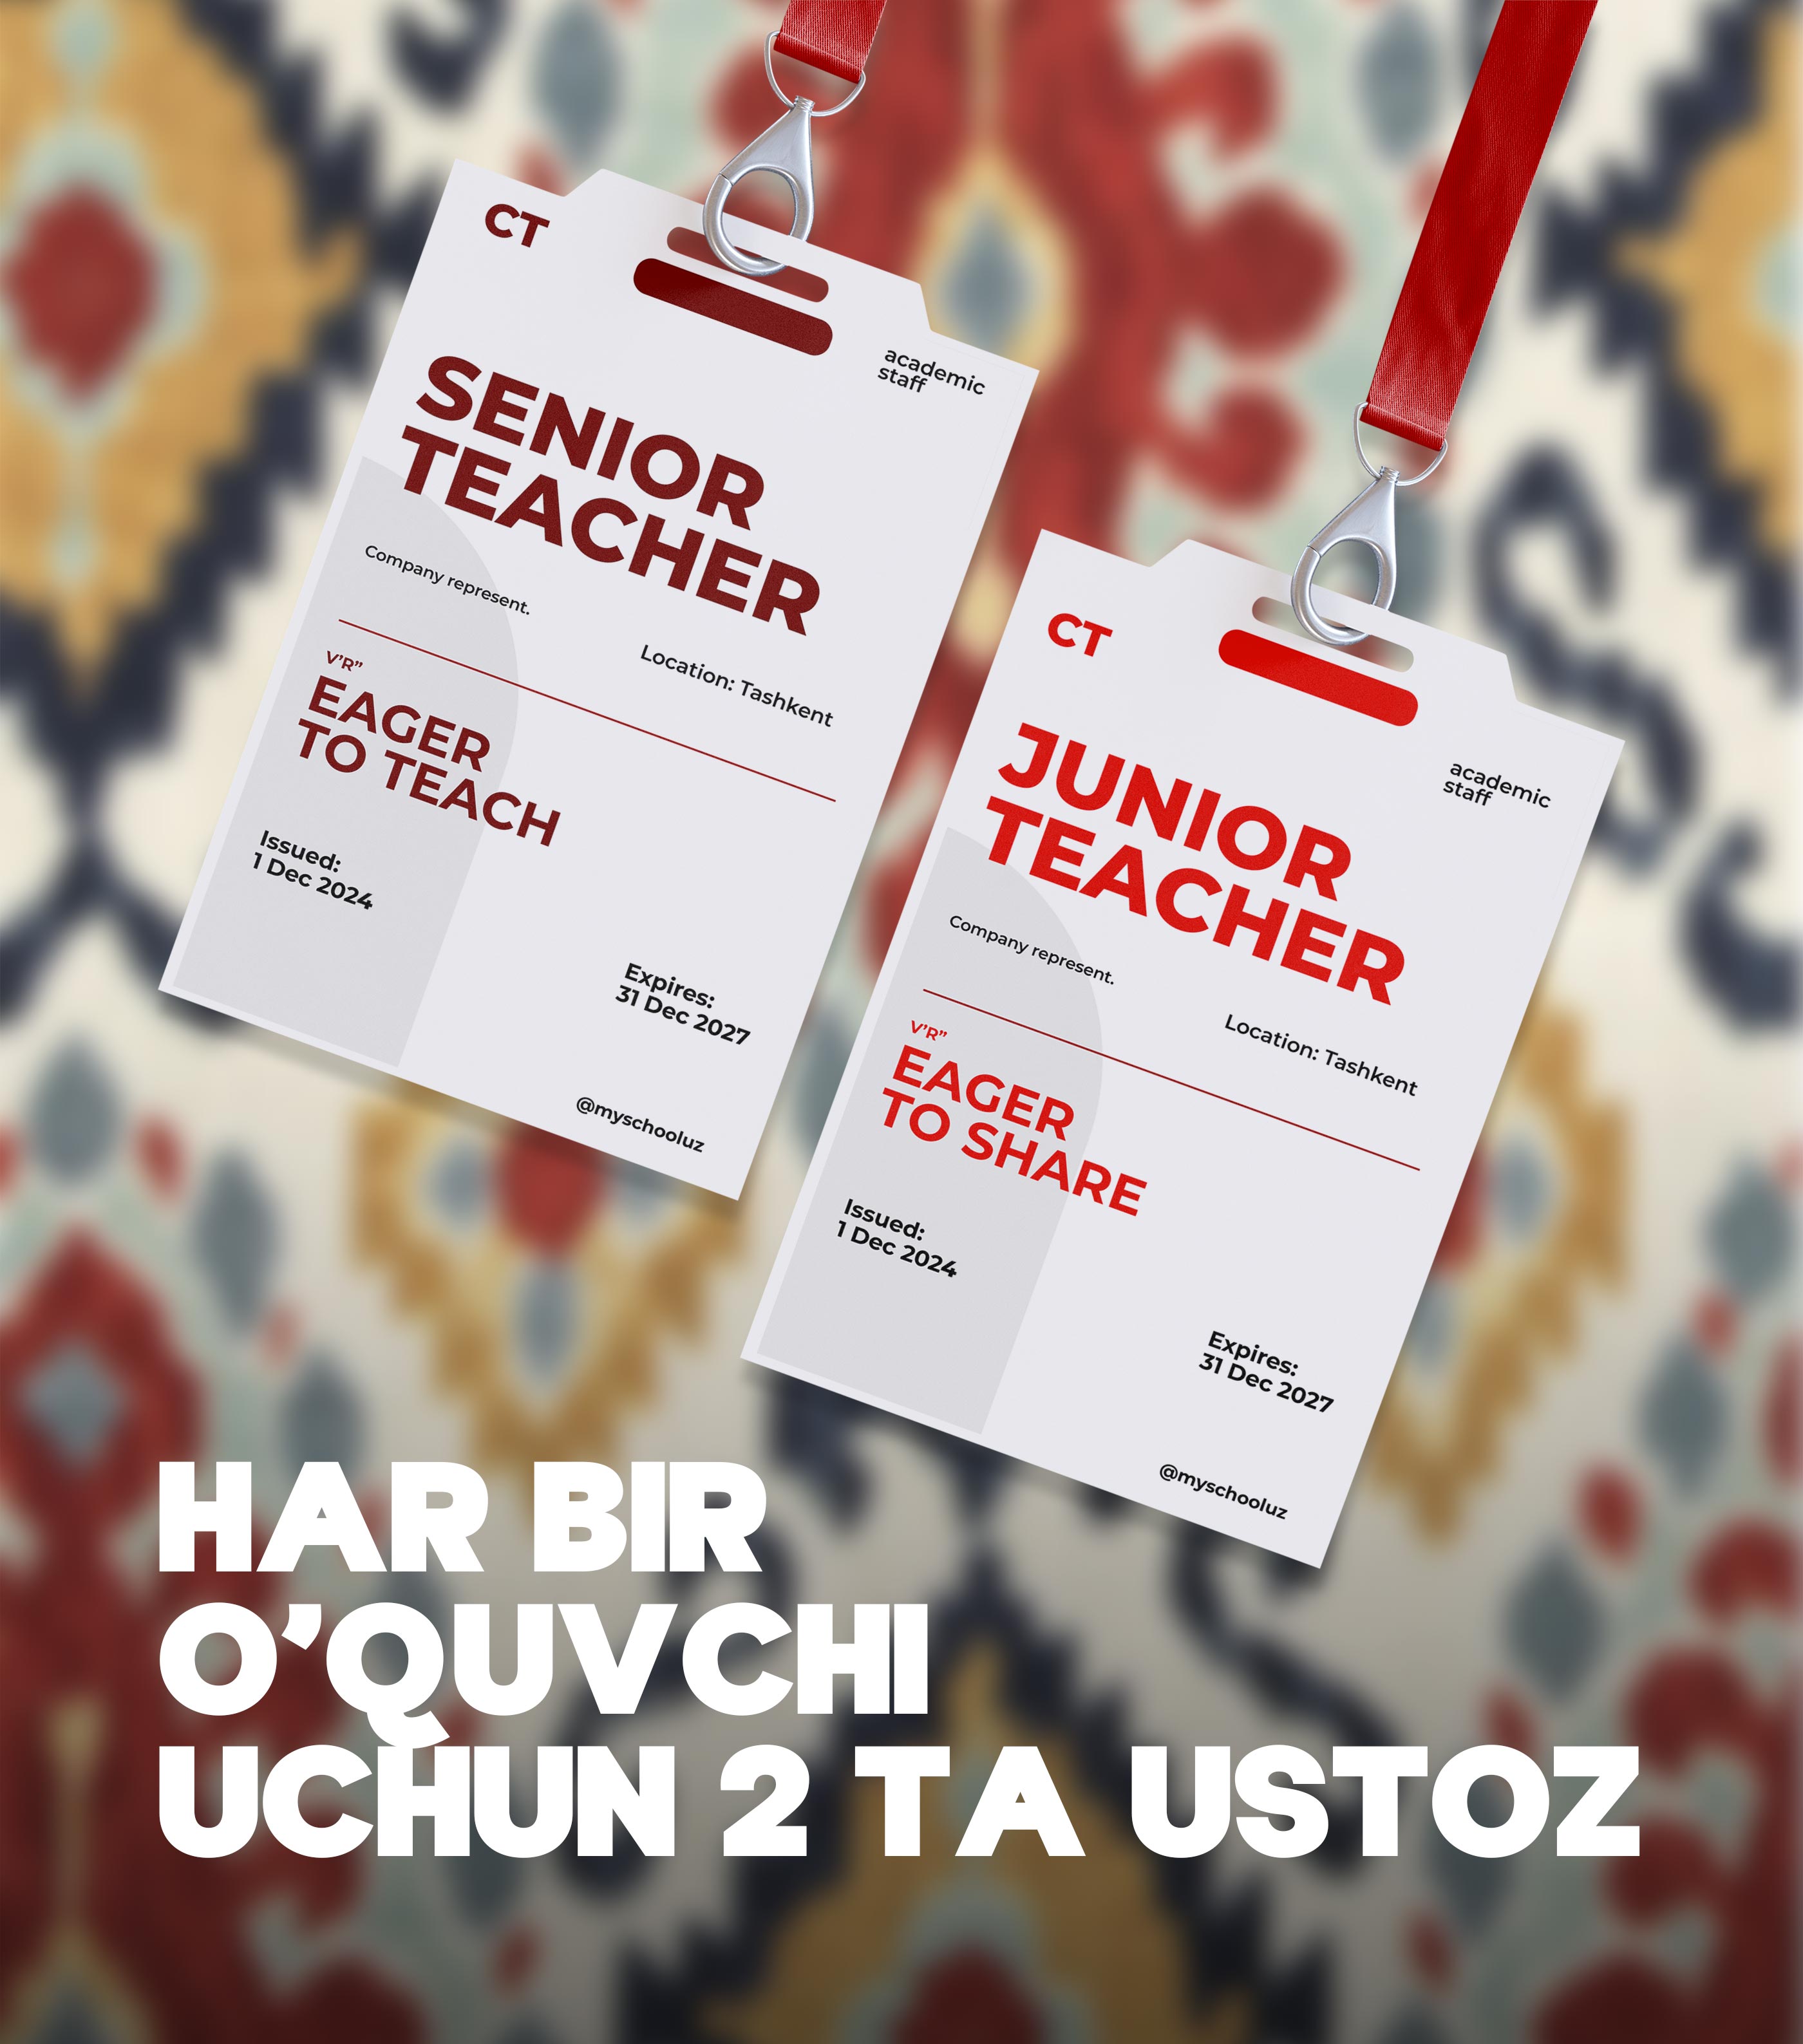 CT
academic
staff
SENIOR
TEACHER
Company represent.
Location: Tashkent
V'R"
EAGER
TO TEACH
Issued:
1 Dec 2024
Expires:
31 Dec 2027
@myschooluz
CT
academic
staff
JUNIOR
TEACHER
Company represent.
Location: Tashkent
V'R"
EAGER
TO SHARE
Issued:
1 Dec 2024
Expires:
31 Dec 2027
@myschooluz
HAR BIR
O'QUVCHI
UCHUN 2 TA USTOZ